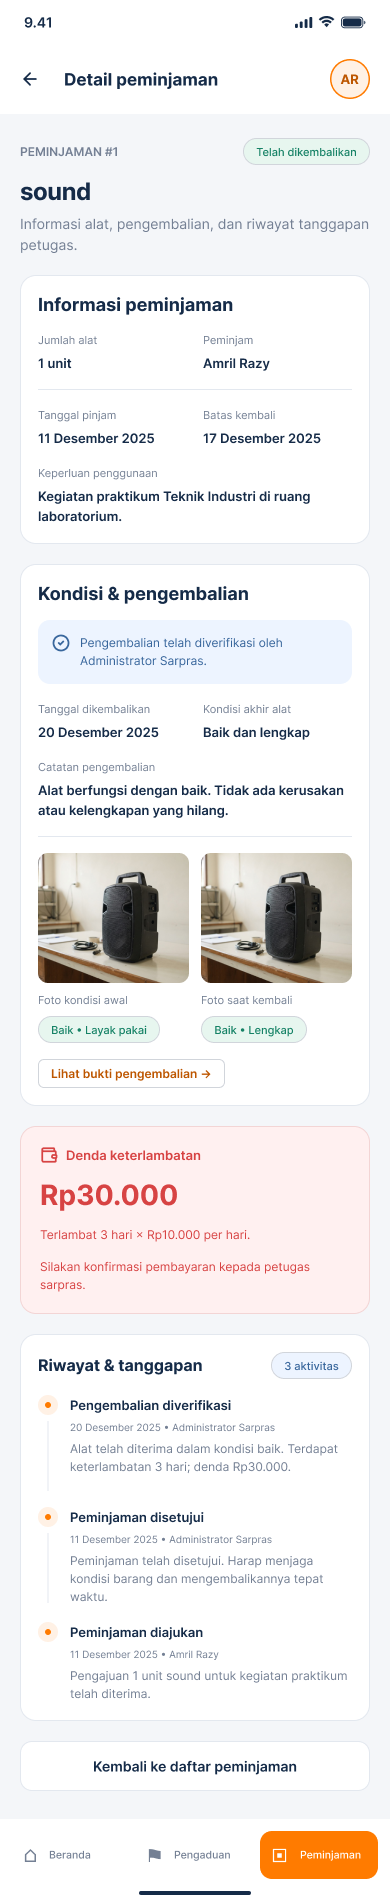 9.41
Detail peminjaman
AR
PEMINJAMAN #1
Telah dikembalikan
sound
Informasi alat, pengembalian, dan riwayat tanggapan
petugas.
Informasi peminjaman
Jumlah alat
Peminjam
1 unit
Amril Razy
Tanggal pinjam
Batas kembali
11 Desember 2025
17 Desember 2025
Keperluan penggunaan
Kegiatan praktikum Teknik Industri di ruang
laboratorium.
Kondisi & pengembalian
Pengembalian telah diverifikasi oleh
Administrator Sarpras.
Tanggal dikembalikan
Kondisi akhir alat
20 Desember 2025
Baik dan lengkap
Catatan pengembalian
Alat berfungsi dengan baik. Tidak ada kerusakan
atau kelengkapan yang hilang.
Foto kondisi awal
Foto saat kembali
Baik • Layak pakai
Baik • Lengkap
Lihat bukti pengembalian →
Denda keterlambatan
Rp30.000
Terlambat 3 hari × Rp10.000 per hari.
Silakan konfirmasi pembayaran kepada petugas
sarpras.
Riwayat & tanggapan
3 aktivitas
Pengembalian diverifikasi
20 Desember 2025 • Administrator Sarpras
Alat telah diterima dalam kondisi baik. Terdapat
keterlambatan 3 hari; denda Rp30.000.
Peminjaman disetujui
11 Desember 2025 • Administrator Sarpras
Peminjaman telah disetujui. Harap menjaga
kondisi barang dan mengembalikannya tepat
waktu.
Peminjaman diajukan
11 Desember 2025 • Amril Razy
Pengajuan 1 unit sound untuk kegiatan praktikum
telah diterima.
Kembali ke daftar peminjaman
Beranda
Pengaduan
Peminjaman